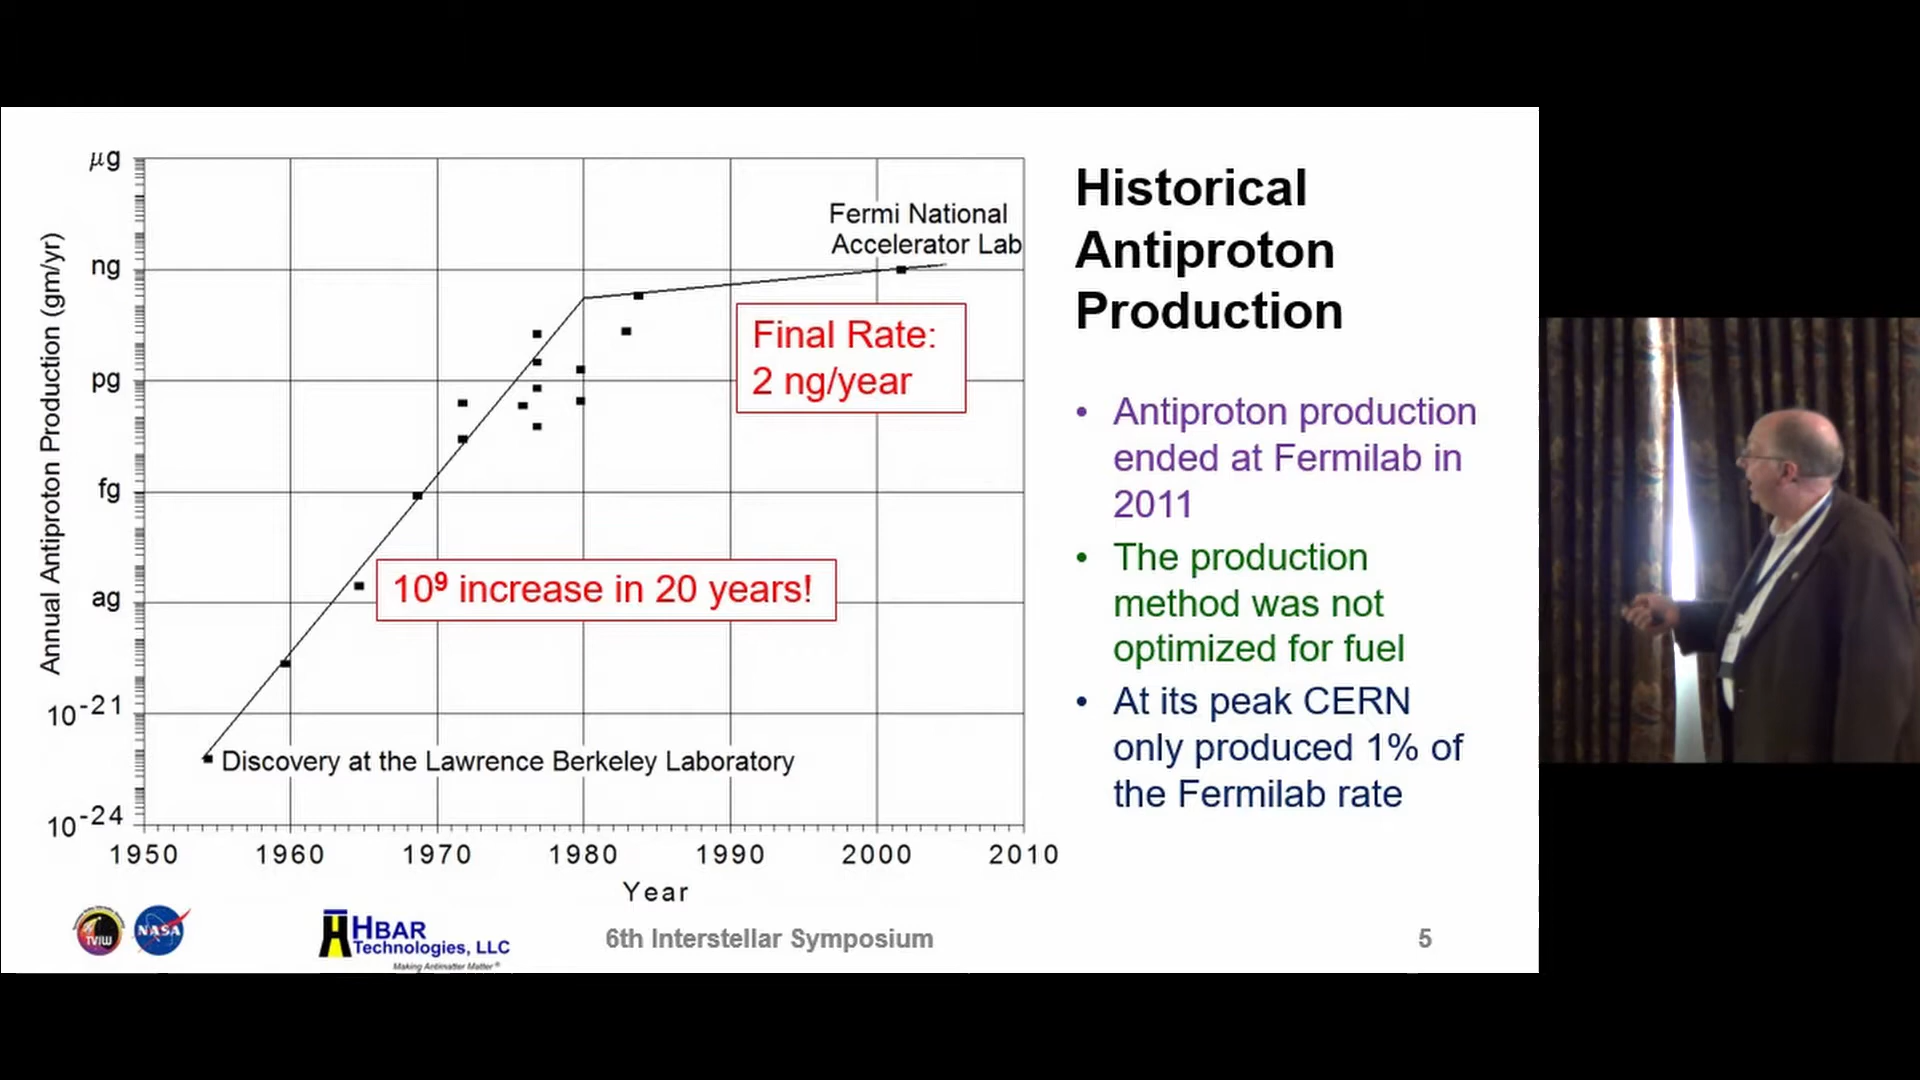 Historical
Antiproton
Production
μg
ng
pg
fg
ag
10-21
10-24
Annual Antiproton Production (gm/yr)
1950 1960 1970 1980 1990 2000 2010
Year
Fermi National
Accelerator Lab
Final Rate:
2 ng/year
10⁹ increase in 20 years!
Discovery at the Lawrence Berkeley Laboratory
• Antiproton production
ended at Fermilab in
2011
• The production
method was not
optimized for fuel
• At its peak CERN
only produced 1% of
the Fermilab rate
TVIW
NASA
HBAR
Technologies, LLC
Making Antimatter Matter®
6th Interstellar Symposium
5